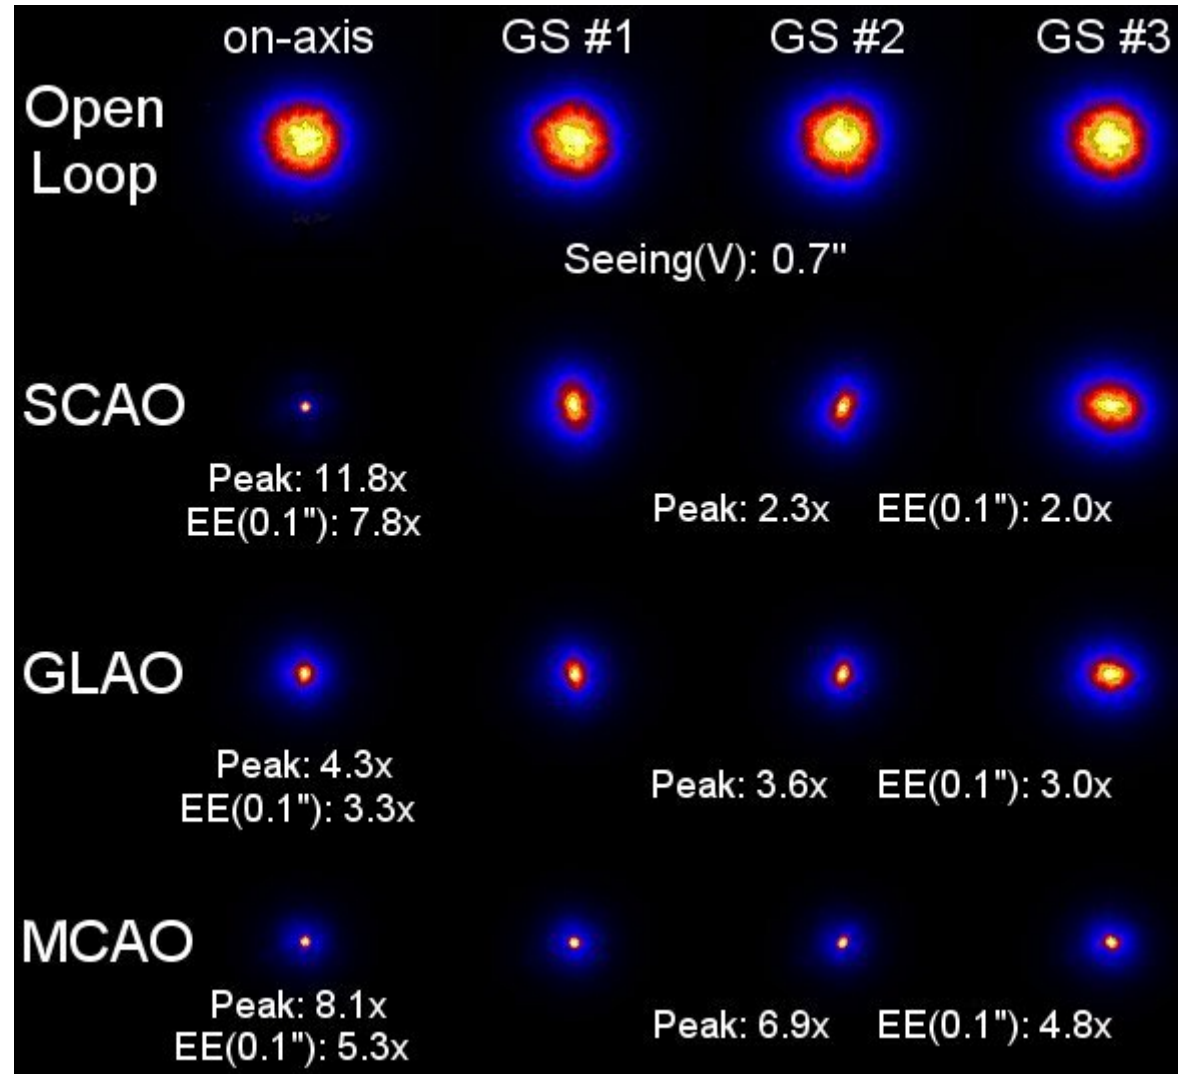 on-axis GS #1 GS #2 GS #3
Open
Loop
Seeing(V): 0.7"
SCAO
Peak: 11.8x
EE(0.1"): 7.8x
Peak: 2.3x EE(0.1"): 2.0x
GLAO
Peak: 4.3x
EE(0.1"): 3.3x
Peak: 3.6x EE(0.1"): 3.0x
MCAO
Peak: 8.1x
EE(0.1"): 5.3x
Peak: 6.9x EE(0.1"): 4.8x